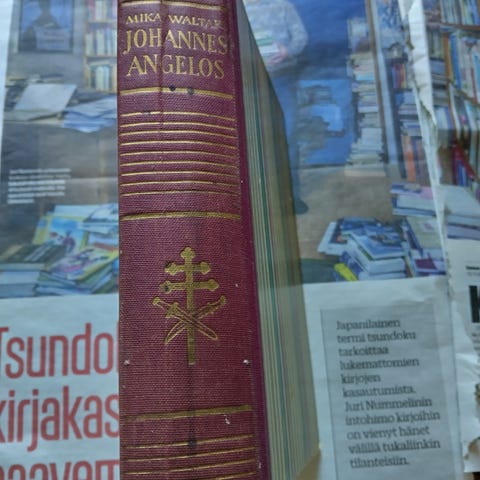 MIKA WALTARI
JOHANNES
ANGELOS
Tsundo
kirjakas
Japanilainen
termi tsundoku
tarkoittaa
lukemattomien
kirjojen
kasautumista.
Juri Nummelinin
intohimo kirjoihin
on vienyt hänet
välillä tukaliinkin
tilanteisiin.